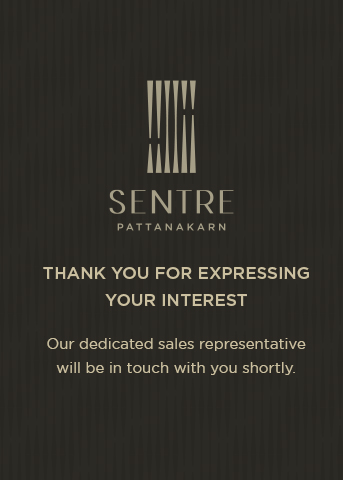 SENTRE
PATTANAKARN
THANK YOU FOR EXPRESSING
YOUR INTEREST
Our dedicated sales representative
will be in touch with you shortly.